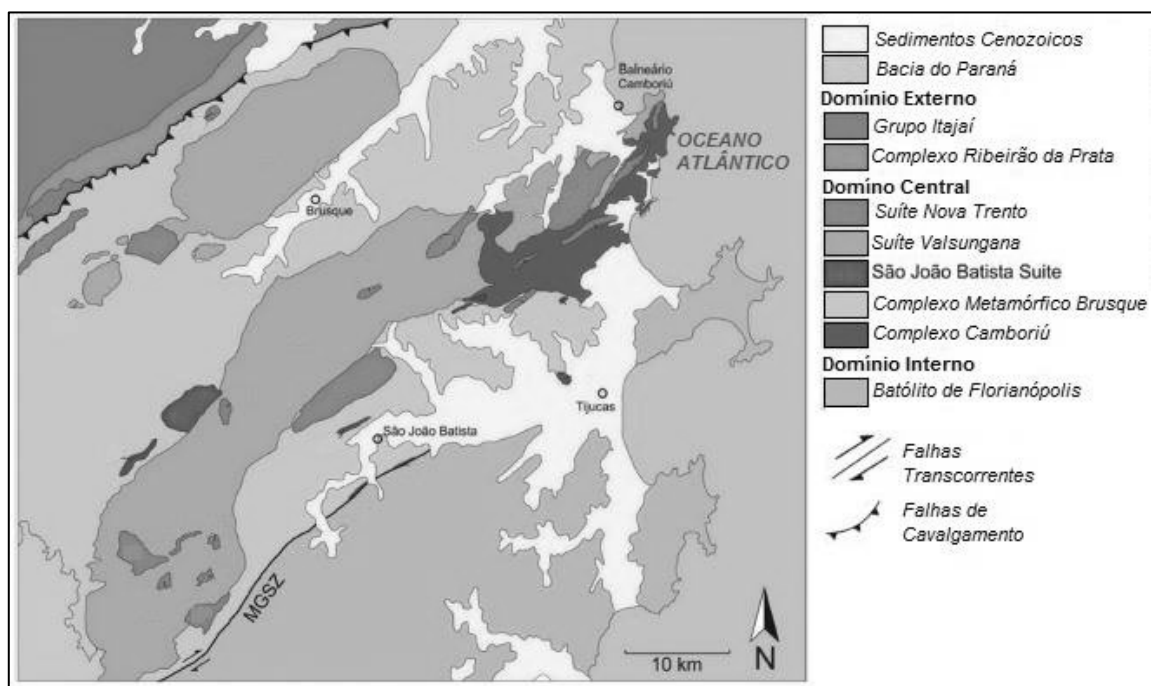 Balneário
Camboriú
OCEANO
ATLÂNTICO
Brusque
Tijucas
São João Batista
MGSZ
10 km
N
Sedimentos Cenozoicos
Bacia do Paraná
Domínio Externo
Grupo Itajaí
Complexo Ribeirão da Prata
Domíno Central
Suíte Nova Trento
Suíte Valsungana
São João Batista Suite
Complexo Metamórfico Brusque
Complexo Camboriú
Domínio Interno
Batólito de Florianópolis
Falhas
Transcorrentes
Falhas de
Cavalgamento